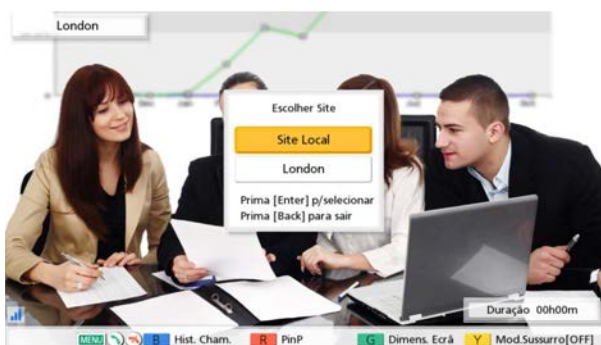 London
Escolher Site
Site Local
London
Prima [Enter] p/selecionar
Prima [Back] para sair
Duração 00h00m
MENU B Hist. Cham. R PinP G Dimens. Ecrã Y Mod.Sussurro[OFF]